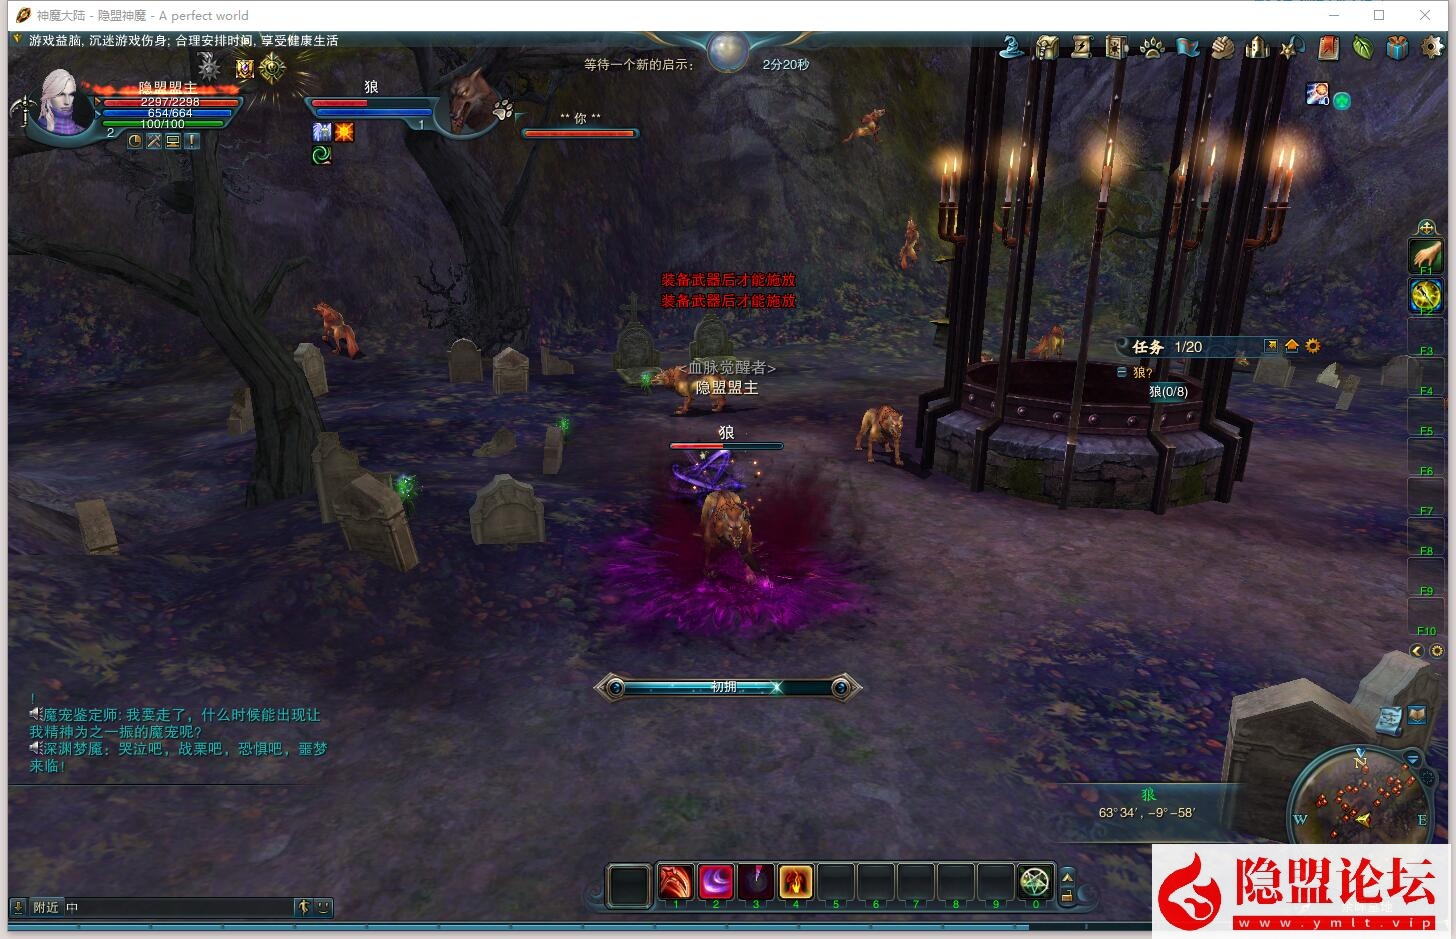 神魔大陆 - 隐盟神魔 - A perfect world
游戏益脑, 沉迷游戏伤身; 合理安排时间, 享受健康生活
等待一个新的启示:
2分20秒
隐盟盟主
2297/2298
654/664
100/100
2
狼
1
** 你 **
装备武器后才能施放
装备武器后才能施放
<血脉觉醒者>
隐盟盟主
狼
任务 1/20
狼?
狼(0/8)
F1
F2
F3
F4
F5
F6
F7
F8
F9
F10
初拥
!
魔宠鉴定师: 我要走了，什么时候能出现让
我精神为之一振的魔宠呢?
深渊梦魇: 哭泣吧，战栗吧，恐惧吧，噩梦
来临!
狼
63°34′, -9°-58′
N
W
E
附近 中
1 2 3 4 5 6 7 8 9 0
隐盟论坛
www.ymlt.vip